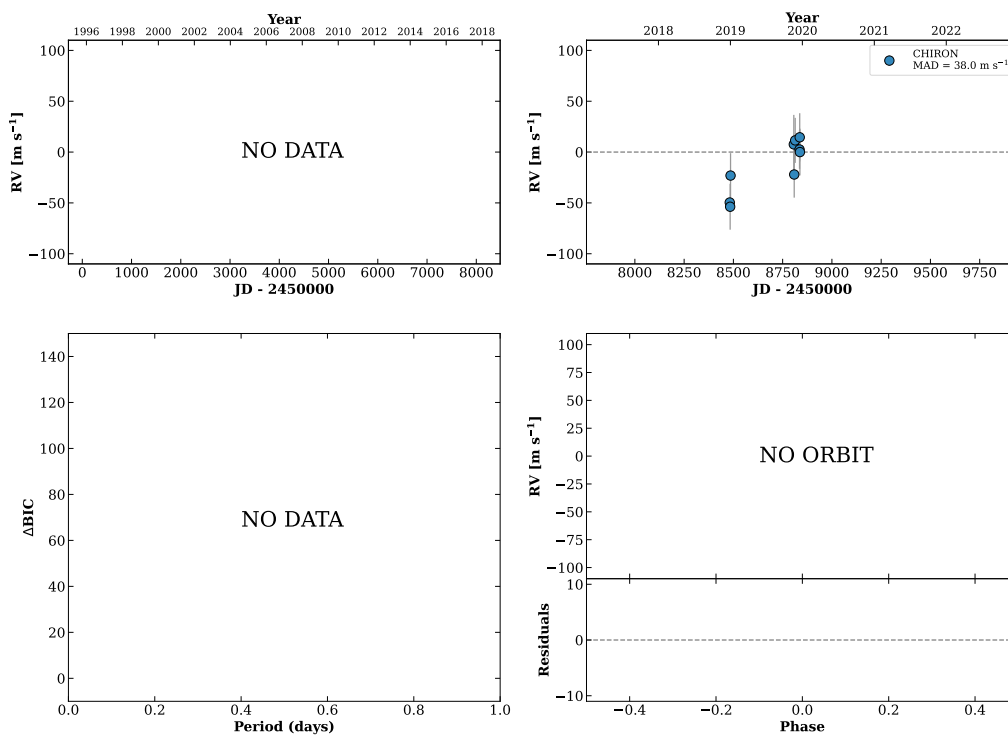 Year
1996 1998 2000 2002 2004 2006 2008 2010 2012 2014 2016 2018
100
50
0
−50
−100
RV [m s−1]
NO DATA
0 1000 2000 3000 4000 5000 6000 7000 8000
JD - 2450000
Year
2018 2019 2020 2021 2022
CHIRON
MAD = 38.0 m s−1
100
50
0
−50
−100
RV [m s−1]
8000 8250 8500 8750 9000 9250 9500 9750
JD - 2450000
140
120
100
80
60
40
20
0
ΔBIC
NO DATA
0.0 0.2 0.4 0.6 0.8 1.0
Period (days)
100
75
50
25
0
−25
−50
−75
−100
RV [m s−1]
NO ORBIT
10
0
−10
Residuals
−0.4 −0.2 0.0 0.2 0.4
Phase